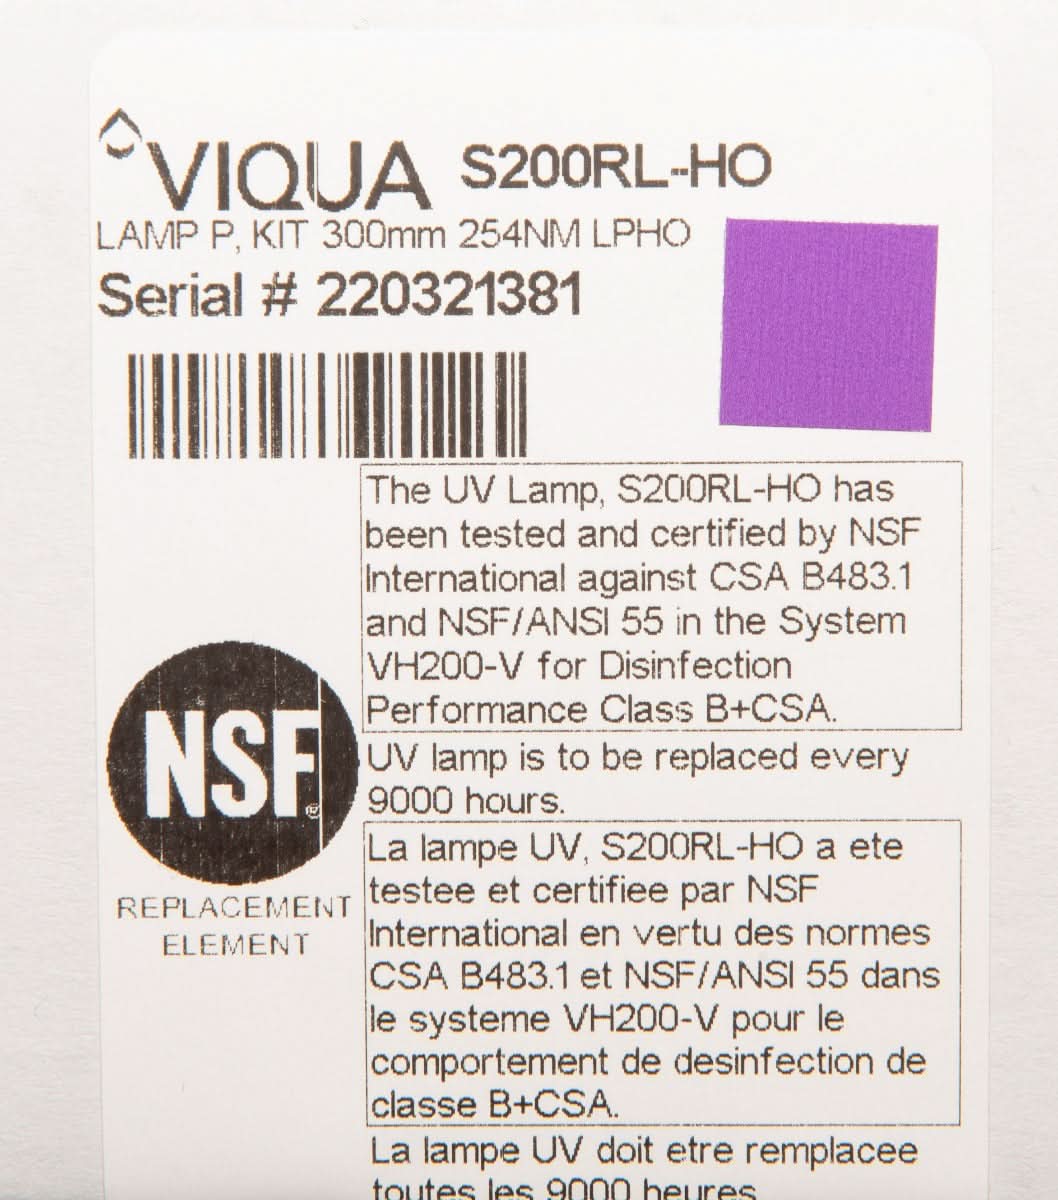 VIQUA S200RL-HO
LAMP P, KIT 300mm 254NM LPHO
Serial # 220321381
The UV Lamp, S200RL-HO has
been tested and certified by NSF
International against CSA B483.1
and NSF/ANSI 55 in the System
VH200-V for Disinfection
Performance Class B+CSA.
UV lamp is to be replaced every
9000 hours.
NSF®
REPLACEMENT
ELEMENT
La lampe UV, S200RL-HO a ete
testee et certifiee par NSF
International en vertu des normes
CSA B483.1 et NSF/ANSI 55 dans
le systeme VH200-V pour le
comportement de desinfection de
classe B+CSA.
La lampe UV doit etre remplacee
toutes les 9000 heures